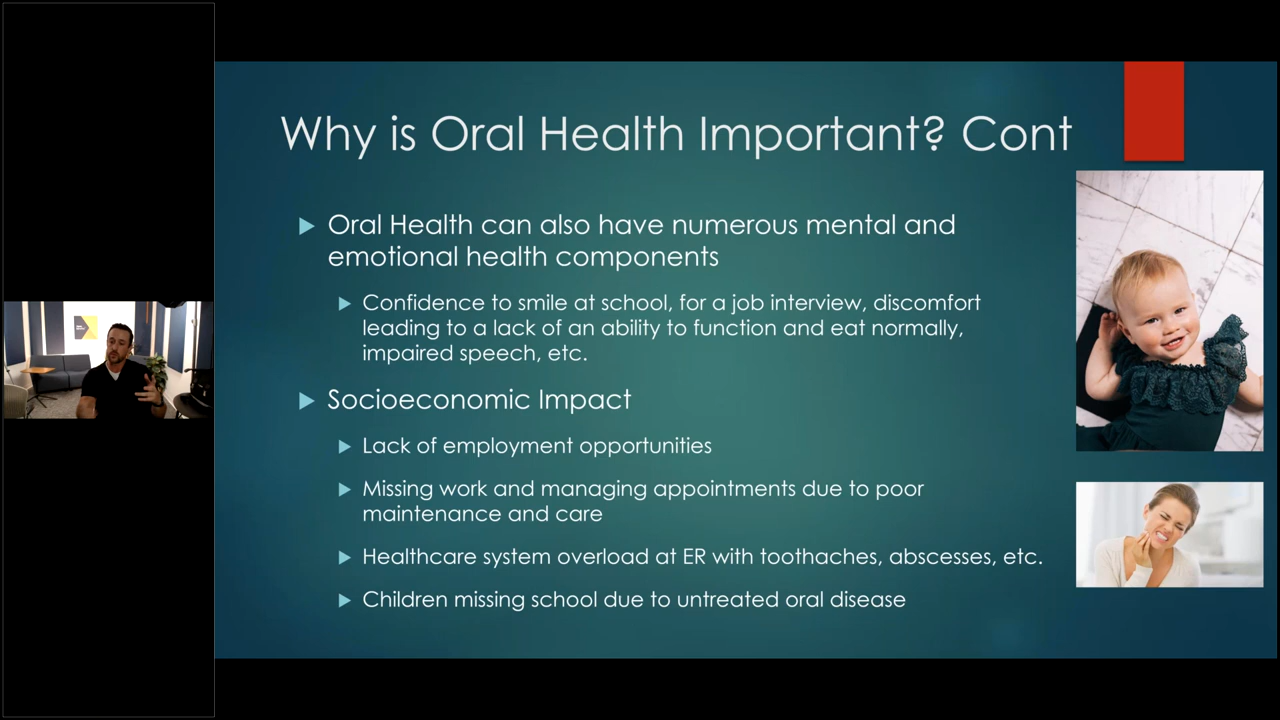 Why is Oral Health Important? Cont
Oral Health can also have numerous mental and
emotional health components
Confidence to smile at school, for a job interview, discomfort
leading to a lack of an ability to function and eat normally,
impaired speech, etc.
Socioeconomic Impact
Lack of employment opportunities
Missing work and managing appointments due to poor
maintenance and care
Healthcare system overload at ER with toothaches, abscesses, etc.
Children missing school due to untreated oral disease